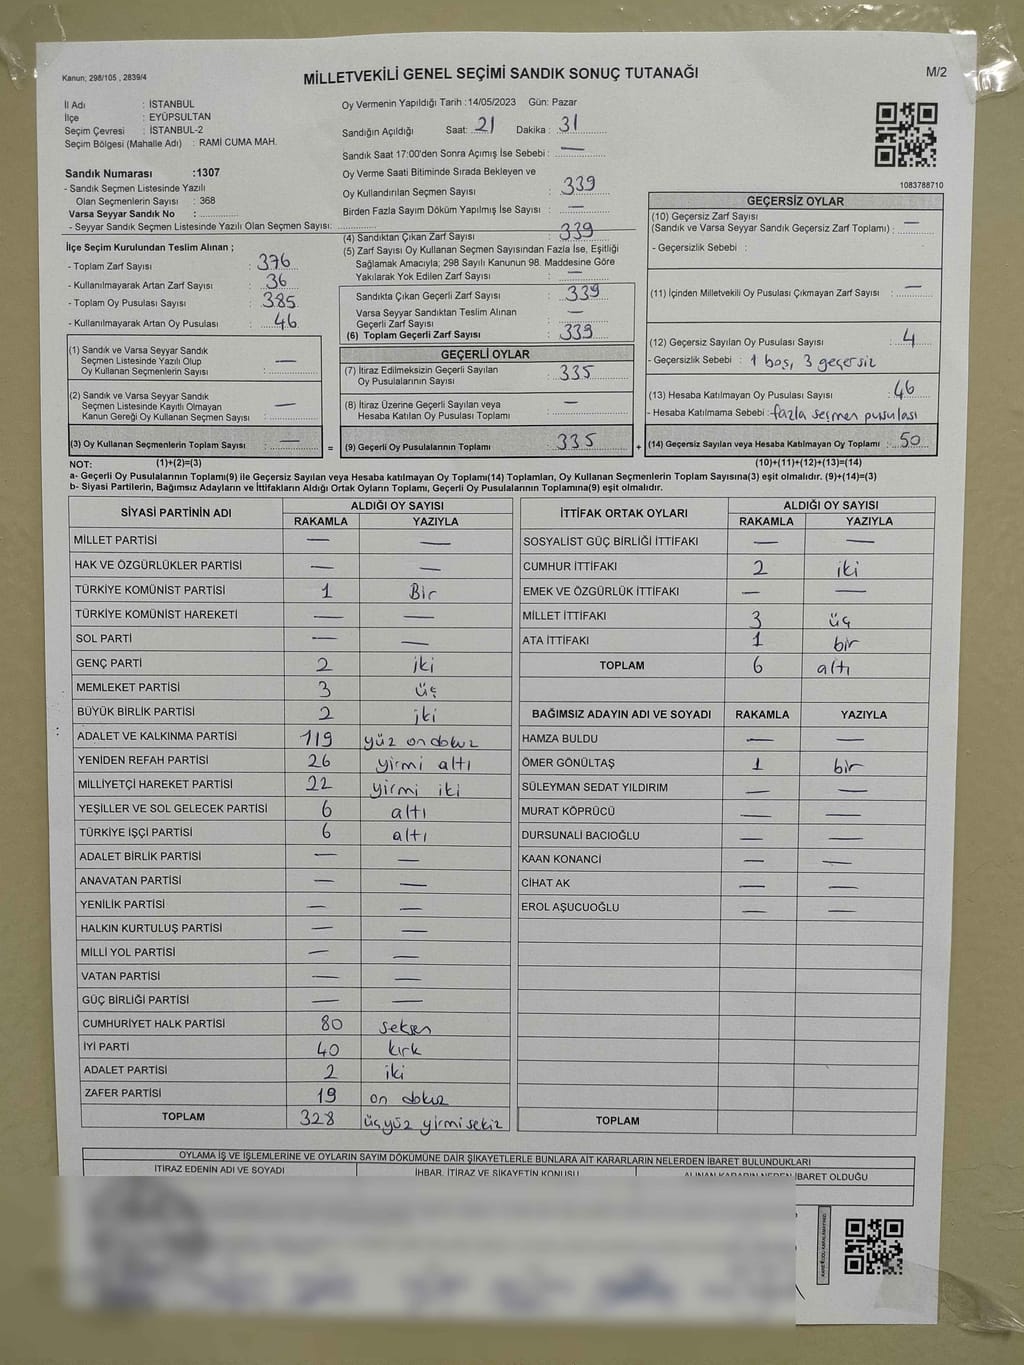 Kanun; 298/105 , 2839/4
MİLLETVEKİLİ GENEL SEÇİMİ SANDIK SONUÇ TUTANAĞI
M/2
İl Adı : İSTANBUL
İlçe : EYÜPSULTAN
Seçim Çevresi : İSTANBUL-2
Seçim Bölgesi (Mahalle Adı) : RAMİ CUMA MAH.
Sandık Numarası :1307
- Sandık Seçmen Listesinde Yazılı
Olan Seçmenlerin Sayısı : 368
Varsa Seyyar Sandık No :
- Seyyar Sandık Seçmen Listesinde Yazılı Olan Seçmen Sayısı:
İlçe Seçim Kurulundan Teslim Alınan ;
- Toplam Zarf Sayısı : 376
- Kullanılmayarak Artan Zarf Sayısı : 36
- Toplam Oy Pusulası Sayısı : 385
- Kullanılmayarak Artan Oy Pusulası : 46
(1) Sandık ve Varsa Seyyar Sandık
Seçmen Listesinde Yazılı Olup
Oy Kullanan Seçmenlerin Sayısı : —
(2) Sandık ve Varsa Seyyar Sandık
Seçmen Listesinde Kayıtlı Olmayan
Kanun Gereği Oy Kullanan Seçmen Sayısı : —
(3) Oy Kullanan Seçmenlerin Toplam Sayısı : —
Oy Vermenin Yapıldığı Tarih :14/05/2023 Gün: Pazar
Sandığın Açıldığı Saat: 21 Dakika : 31
Sandık Saat 17:00'den Sonra Açılmış İse Sebebi : —
Oy Verme Saati Bitiminde Sırada Bekleyen ve
Oy Kullandırılan Seçmen Sayısı : 339
Birden Fazla Sayım Döküm Yapılmış İse Sayısı : —
(4) Sandıktan Çıkan Zarf Sayısı : 339
(5) Zarf Sayısı Oy Kullanan Seçmen Sayısından Fazla İse, Eşitliği
Sağlamak Amacıyla; 298 Sayılı Kanunun 98. Maddesine Göre
Yakılarak Yok Edilen Zarf Sayısı : —
Sandıkta Çıkan Geçerli Zarf Sayısı : 339
Varsa Seyyar Sandıktan Teslim Alınan
Geçerli Zarf Sayısı : —
(6) Toplam Geçerli Zarf Sayısı : 339
GEÇERLİ OYLAR
(7) İtiraz Edilmeksizin Geçerli Sayılan
Oy Pusulalarının Sayısı : 335
(8) İtiraz Üzerine Geçerli Sayılan veya
Hesaba Katılan Oy Pusulası Toplamı : —
= (9) Geçerli Oy Pusulalarının Toplamı : 335 +
1083788710
GEÇERSİZ OYLAR
(10) Geçersiz Zarf Sayısı
(Sandık ve Varsa Seyyar Sandık Geçersiz Zarf Toplamı) : —
- Geçersizlik Sebebi :
(11) İçinden Milletvekili Oy Pusulası Çıkmayan Zarf Sayısı : —
(12) Geçersiz Sayılan Oy Pusulası Sayısı : 4
- Geçersizlik Sebebi : 1 boş, 3 geçersiz
(13) Hesaba Katılmayan Oy Pusulası Sayısı : 46
- Hesaba Katılmama Sebebi : fazla seçmen pusulası
(14) Geçersiz Sayılan veya Hesaba Katılmayan Oy Toplamı : 50
NOT: (1)+(2)=(3) (10)+(11)+(12)+(13)=(14)
a- Geçerli Oy Pusulalarının Toplamı(9) ile Geçersiz Sayılan veya Hesaba katılmayan Oy Toplamı(14) Toplamları, Oy Kullanan Seçmenlerin Toplam Sayısına(3) eşit olmalıdır. (9)+(14)=(3)
b- Siyasi Partilerin, Bağımsız Adayların ve İttifakların Aldığı Ortak Oyların Toplamı, Geçerli Oy Pusulalarının Toplamına(9) eşit olmalıdır.
SİYASİ PARTİNİN ADI ALDIĞI OY SAYISI
RAKAMLA YAZIYLA
MİLLET PARTİSİ — —
HAK VE ÖZGÜRLÜKLER PARTİSİ — —
TÜRKİYE KOMÜNİST PARTİSİ 1 Bir
TÜRKİYE KOMÜNİST HAREKETİ — —
SOL PARTİ — —
GENÇ PARTİ 2 iki
MEMLEKET PARTİSİ 3 üç
BÜYÜK BİRLİK PARTİSİ 2 iki
ADALET VE KALKINMA PARTİSİ 119 yüz on dokuz
YENİDEN REFAH PARTİSİ 26 yirmi altı
MİLLİYETÇİ HAREKET PARTİSİ 22 yirmi iki
YEŞİLLER VE SOL GELECEK PARTİSİ 6 altı
TÜRKİYE İŞÇİ PARTİSİ 6 altı
ADALET BİRLİK PARTİSİ — —
ANAVATAN PARTİSİ — —
YENİLİK PARTİSİ — —
HALKIN KURTULUŞ PARTİSİ — —
MİLLİ YOL PARTİSİ — —
VATAN PARTİSİ — —
GÜÇ BİRLİĞİ PARTİSİ — —
CUMHURİYET HALK PARTİSİ 80 seksen
İYİ PARTİ 40 kırk
ADALET PARTİSİ 2 iki
ZAFER PARTİSİ 19 on dokuz
TOPLAM 328 üçyüz yirmisekiz
İTTİFAK ORTAK OYLARI ALDIĞI OY SAYISI
RAKAMLA YAZIYLA
SOSYALİST GÜÇ BİRLİĞİ İTTİFAKI — —
CUMHUR İTTİFAKI 2 iki
EMEK VE ÖZGÜRLÜK İTTİFAKI — —
MİLLET İTTİFAKI 3 üç
ATA İTTİFAKI 1 bir
TOPLAM 6 altı
BAĞIMSIZ ADAYIN ADI VE SOYADI RAKAMLA YAZIYLA
HAMZA BULDU — —
ÖMER GÖNÜLTAŞ 1 bir
SÜLEYMAN SEDAT YILDIRIM — —
MURAT KÖPRÜCÜ — —
DURSUNALİ BACIOĞLU — —
KAAN KONANCİ — —
CİHAT AK — —
EROL AŞUCUOĞLU — —
TOPLAM
OYLAMA İŞ VE İŞLEMLERİNE VE OYLARIN SAYIM DÖKÜMÜNE DAİR ŞİKAYETLERLE BUNLARA AİT KARARLARIN NELERDEN İBARET BULUNDUKLARI
İTİRAZ EDENİN ADI VE SOYADI İHBAR, İTİRAZ VE ŞİKAYETİN KONUSU ALINAN KARARIN NEDEN İBARET OLDUĞU